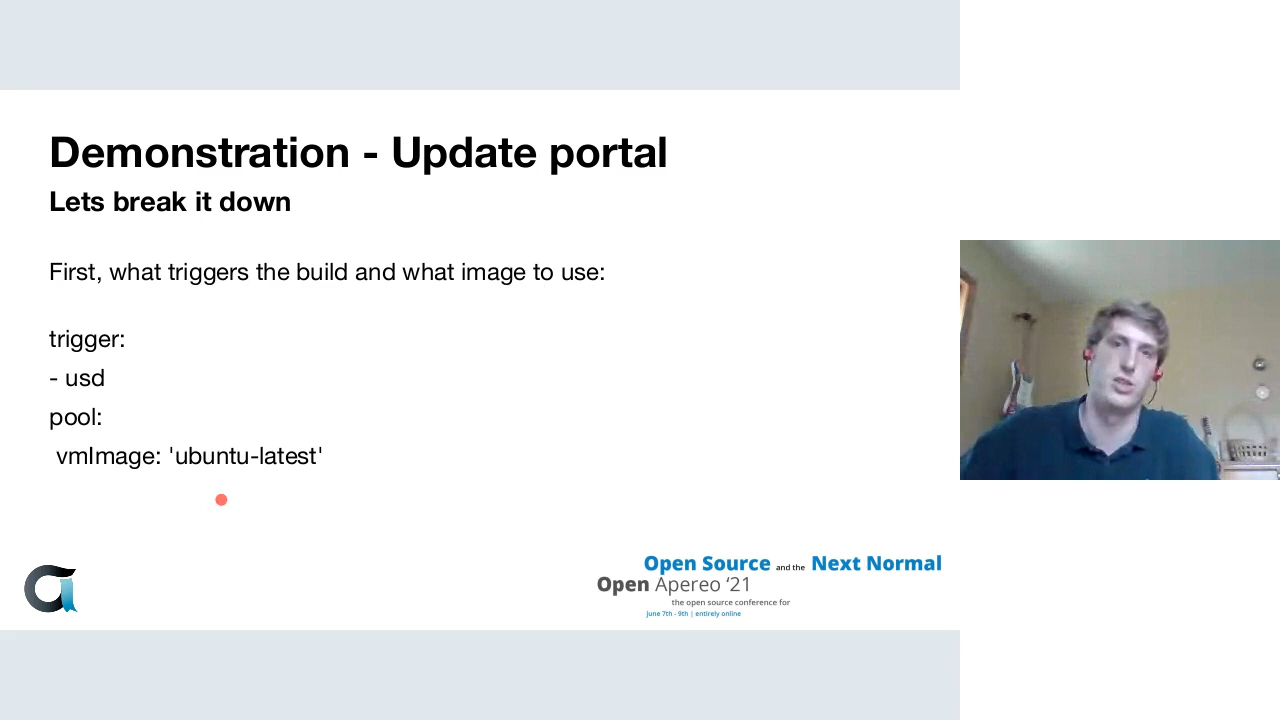 Demonstration - Update portal
Lets break it down
First, what triggers the build and what image to use:
trigger:
- usd
pool:
vmImage: 'ubuntu-latest'
Open Source and the Next Normal
Open Apereo ‘21
the open source conference for
June 7th - 9th | entirely online